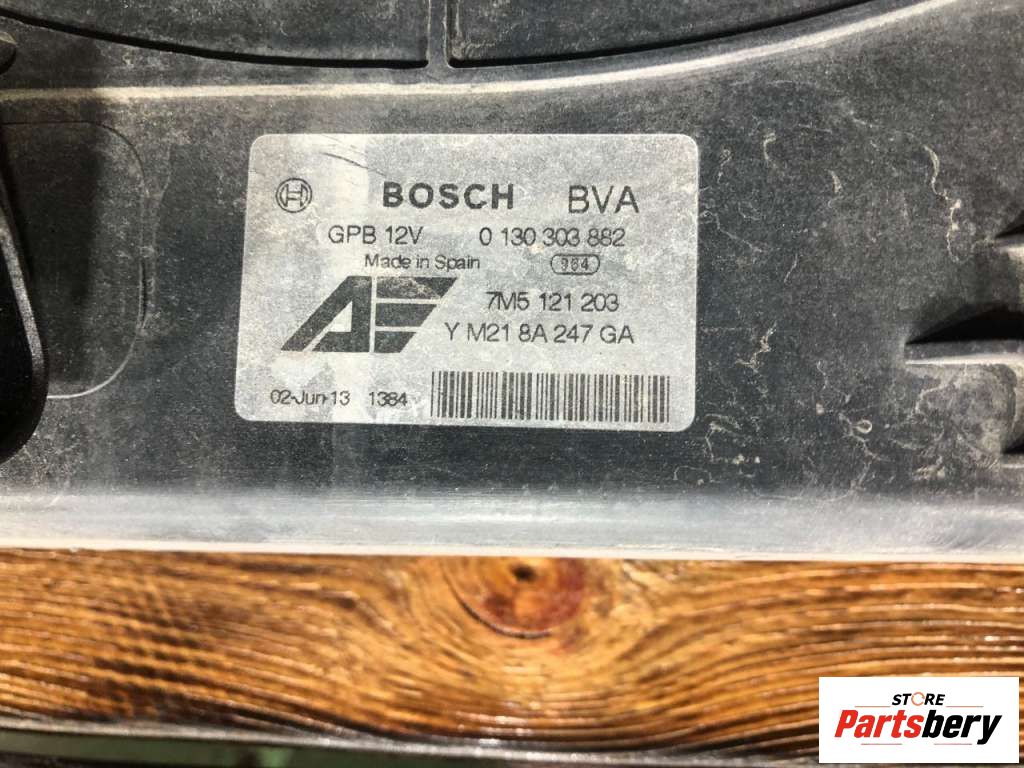 BOSCH BVA
GPB 12V 0 130 303 882
Made in Spain 984
7M5 121 203
Y M21 8A 247 GA
02-Jun-13 1384
STORE
Partsbery